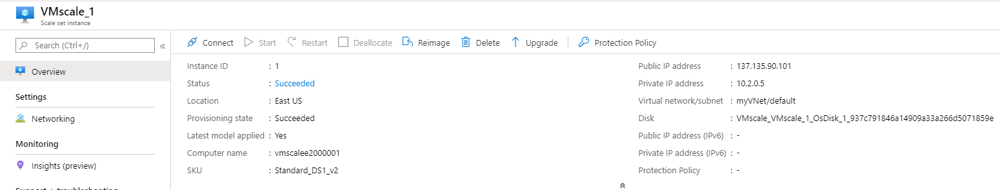 VMscale_1
Scale set instance
Search (Ctrl+/)
«
Overview
Settings
Networking
Monitoring
Insights (preview)
Support + troubleshooting
Connect Start Restart Deallocate Reimage Delete Upgrade Protection Policy
Instance ID : 1
Status : Succeeded
Location : East US
Provisioning state : Succeeded
Latest model applied : Yes
Computer name : vmscalee2000001
SKU : Standard_DS1_v2
Public IP address : 137.135.90.101
Private IP address : 10.2.0.5
Virtual network/subnet : myVNet/default
Disk : VMscale_VMscale_1_OsDisk_1_937c791846a14909a33a266d5071859e
Public IP address (IPv6) : -
Private IP address (IPv6) : -
Protection Policy : -